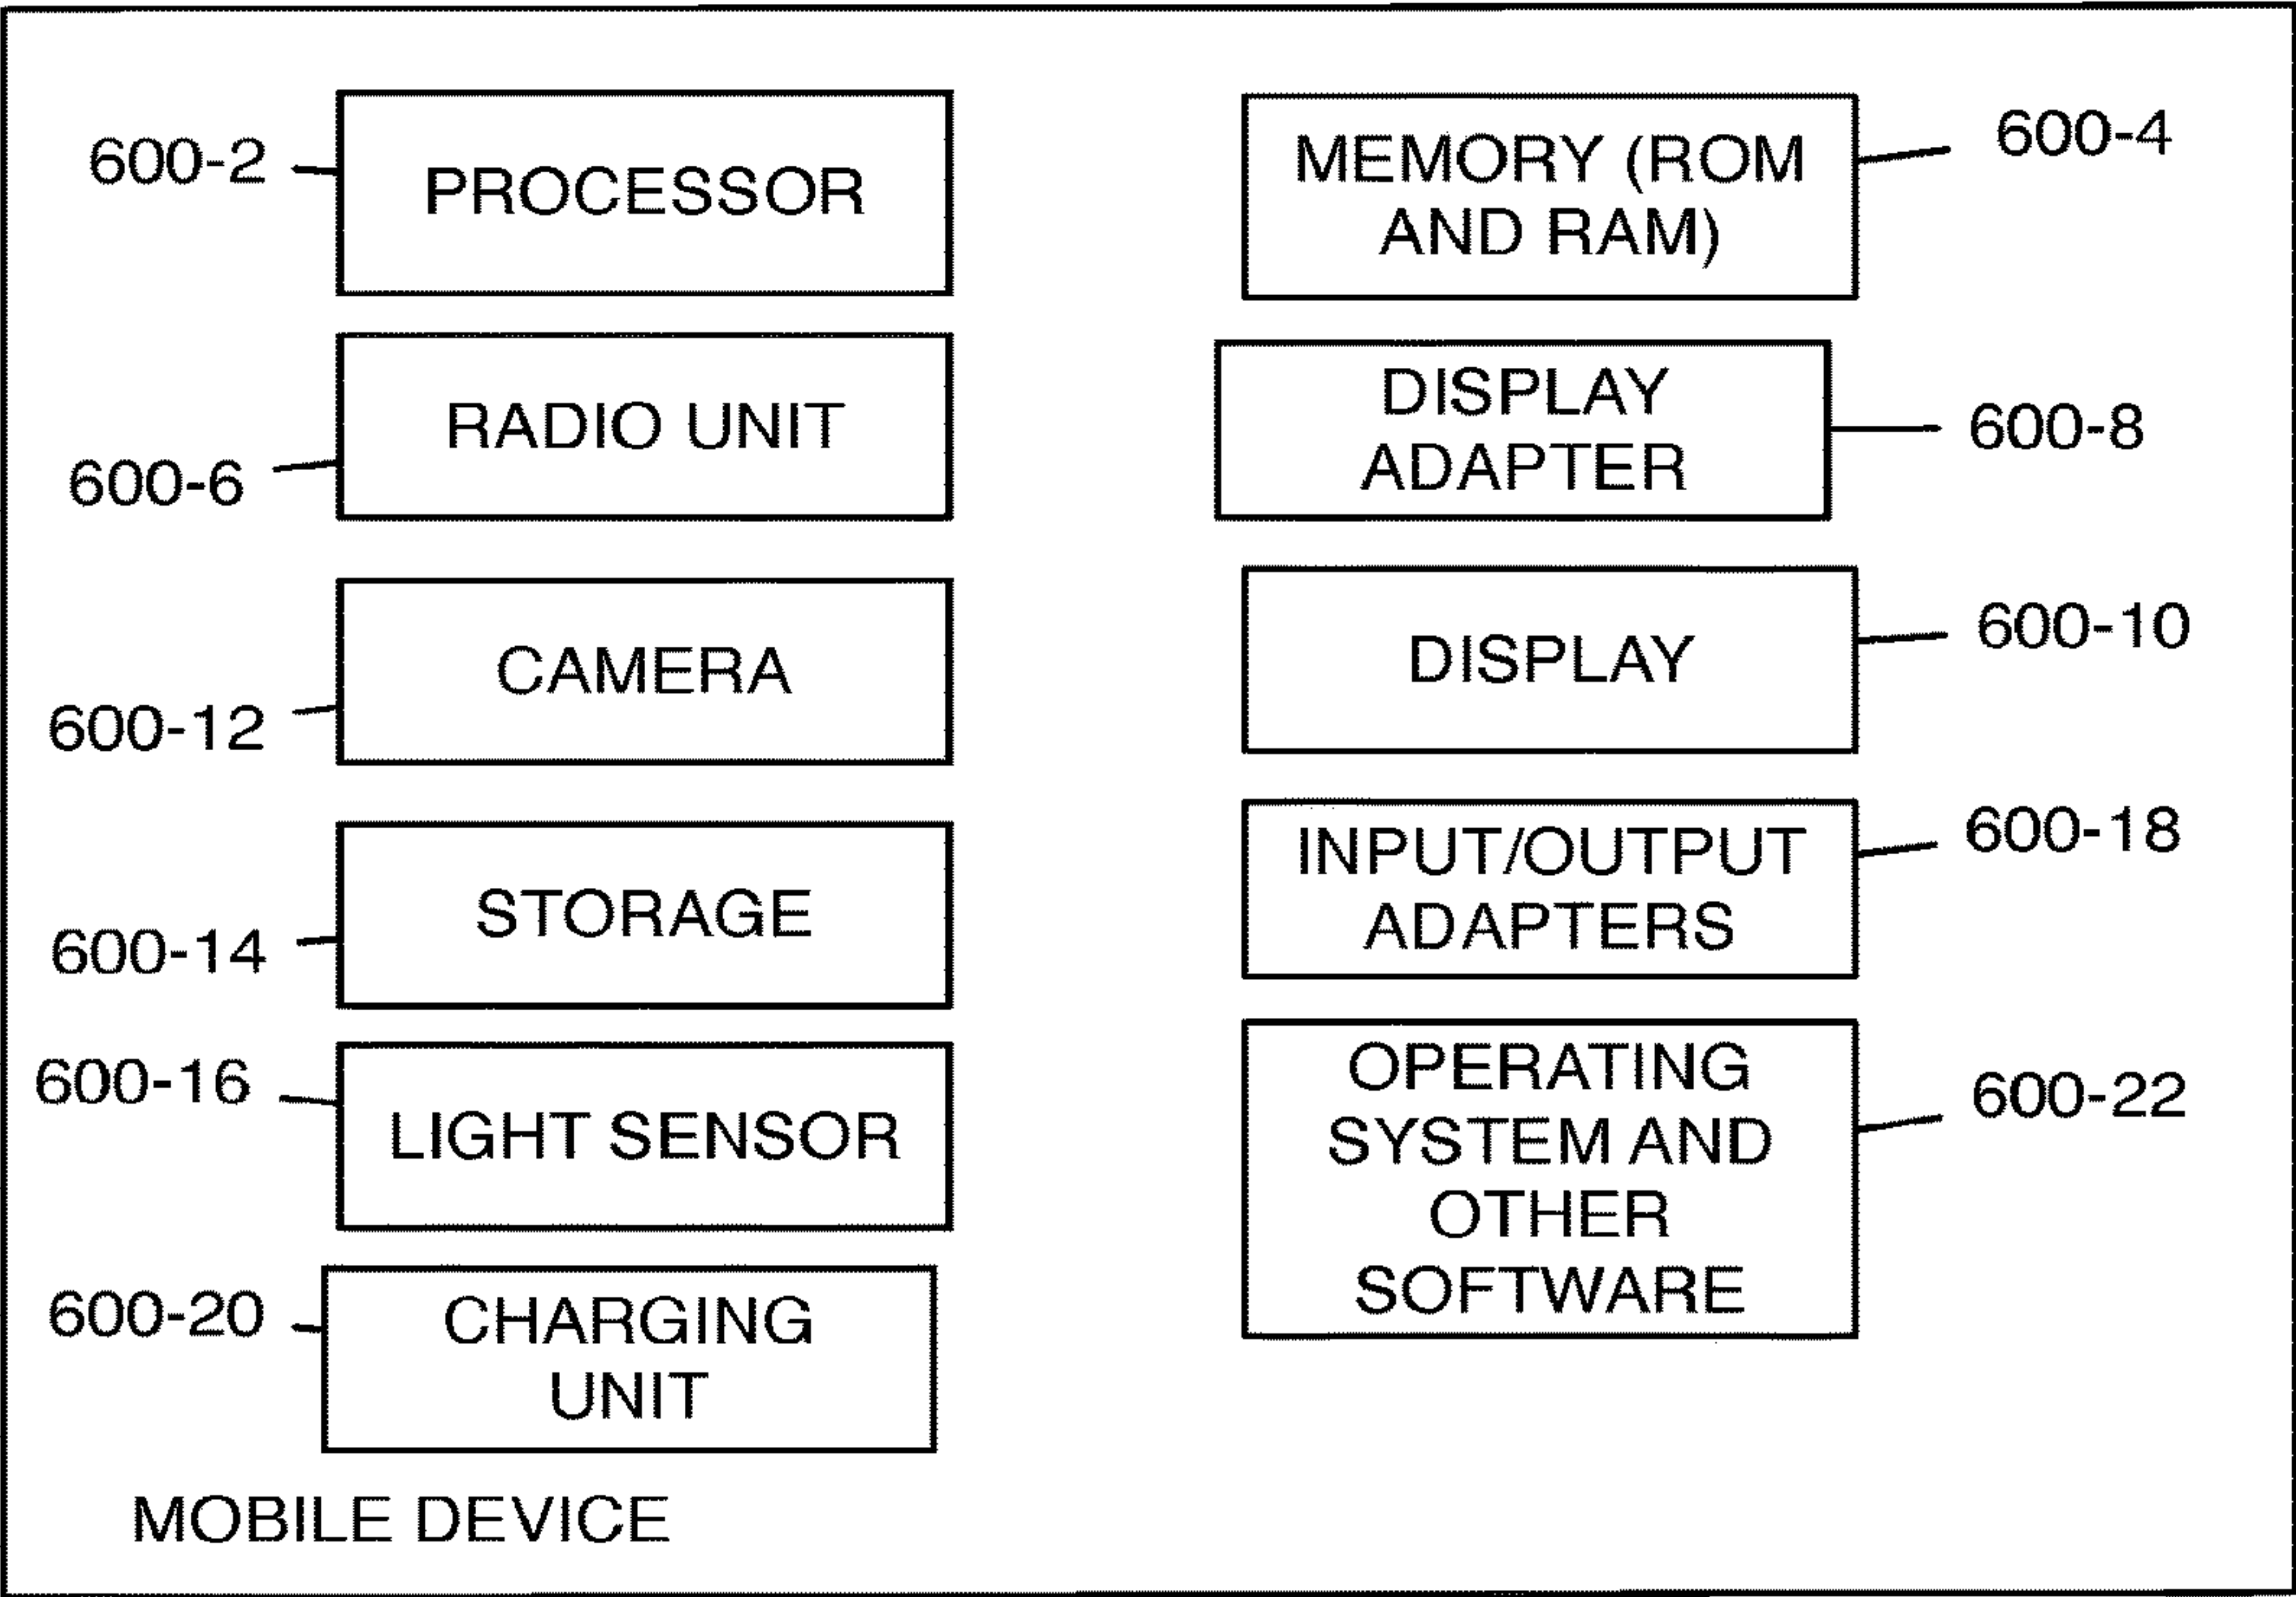 600-2
PROCESSOR
MEMORY (ROM
AND RAM)
600-4
RADIO UNIT
600-6
DISPLAY
ADAPTER
600-8
CAMERA
600-12
DISPLAY
600-10
STORAGE
600-14
INPUT/OUTPUT
ADAPTERS
600-18
600-16
LIGHT SENSOR
OPERATING
SYSTEM AND
OTHER
SOFTWARE
600-22
600-20
CHARGING
UNIT
MOBILE DEVICE